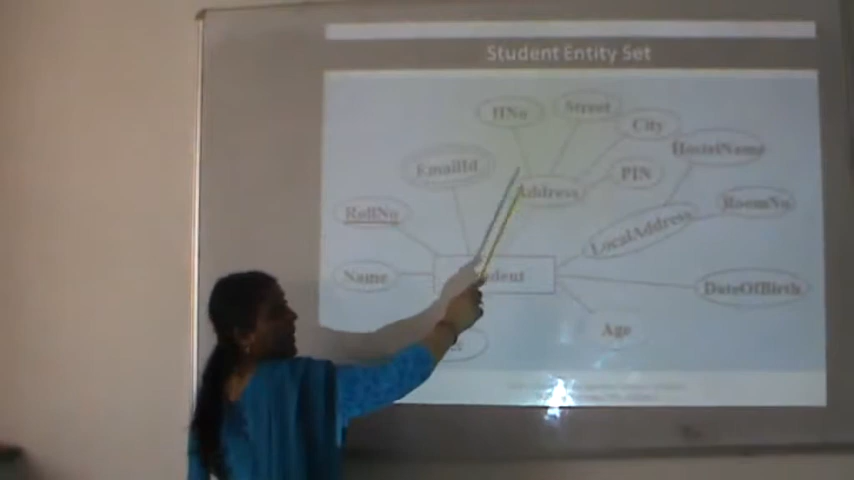 Student Entity Set
HNo
Street
City
HostelName
EmailId
PIN
Address
RoomNo
RollNo
LocalAddress
Name
DateOfBirth
Age